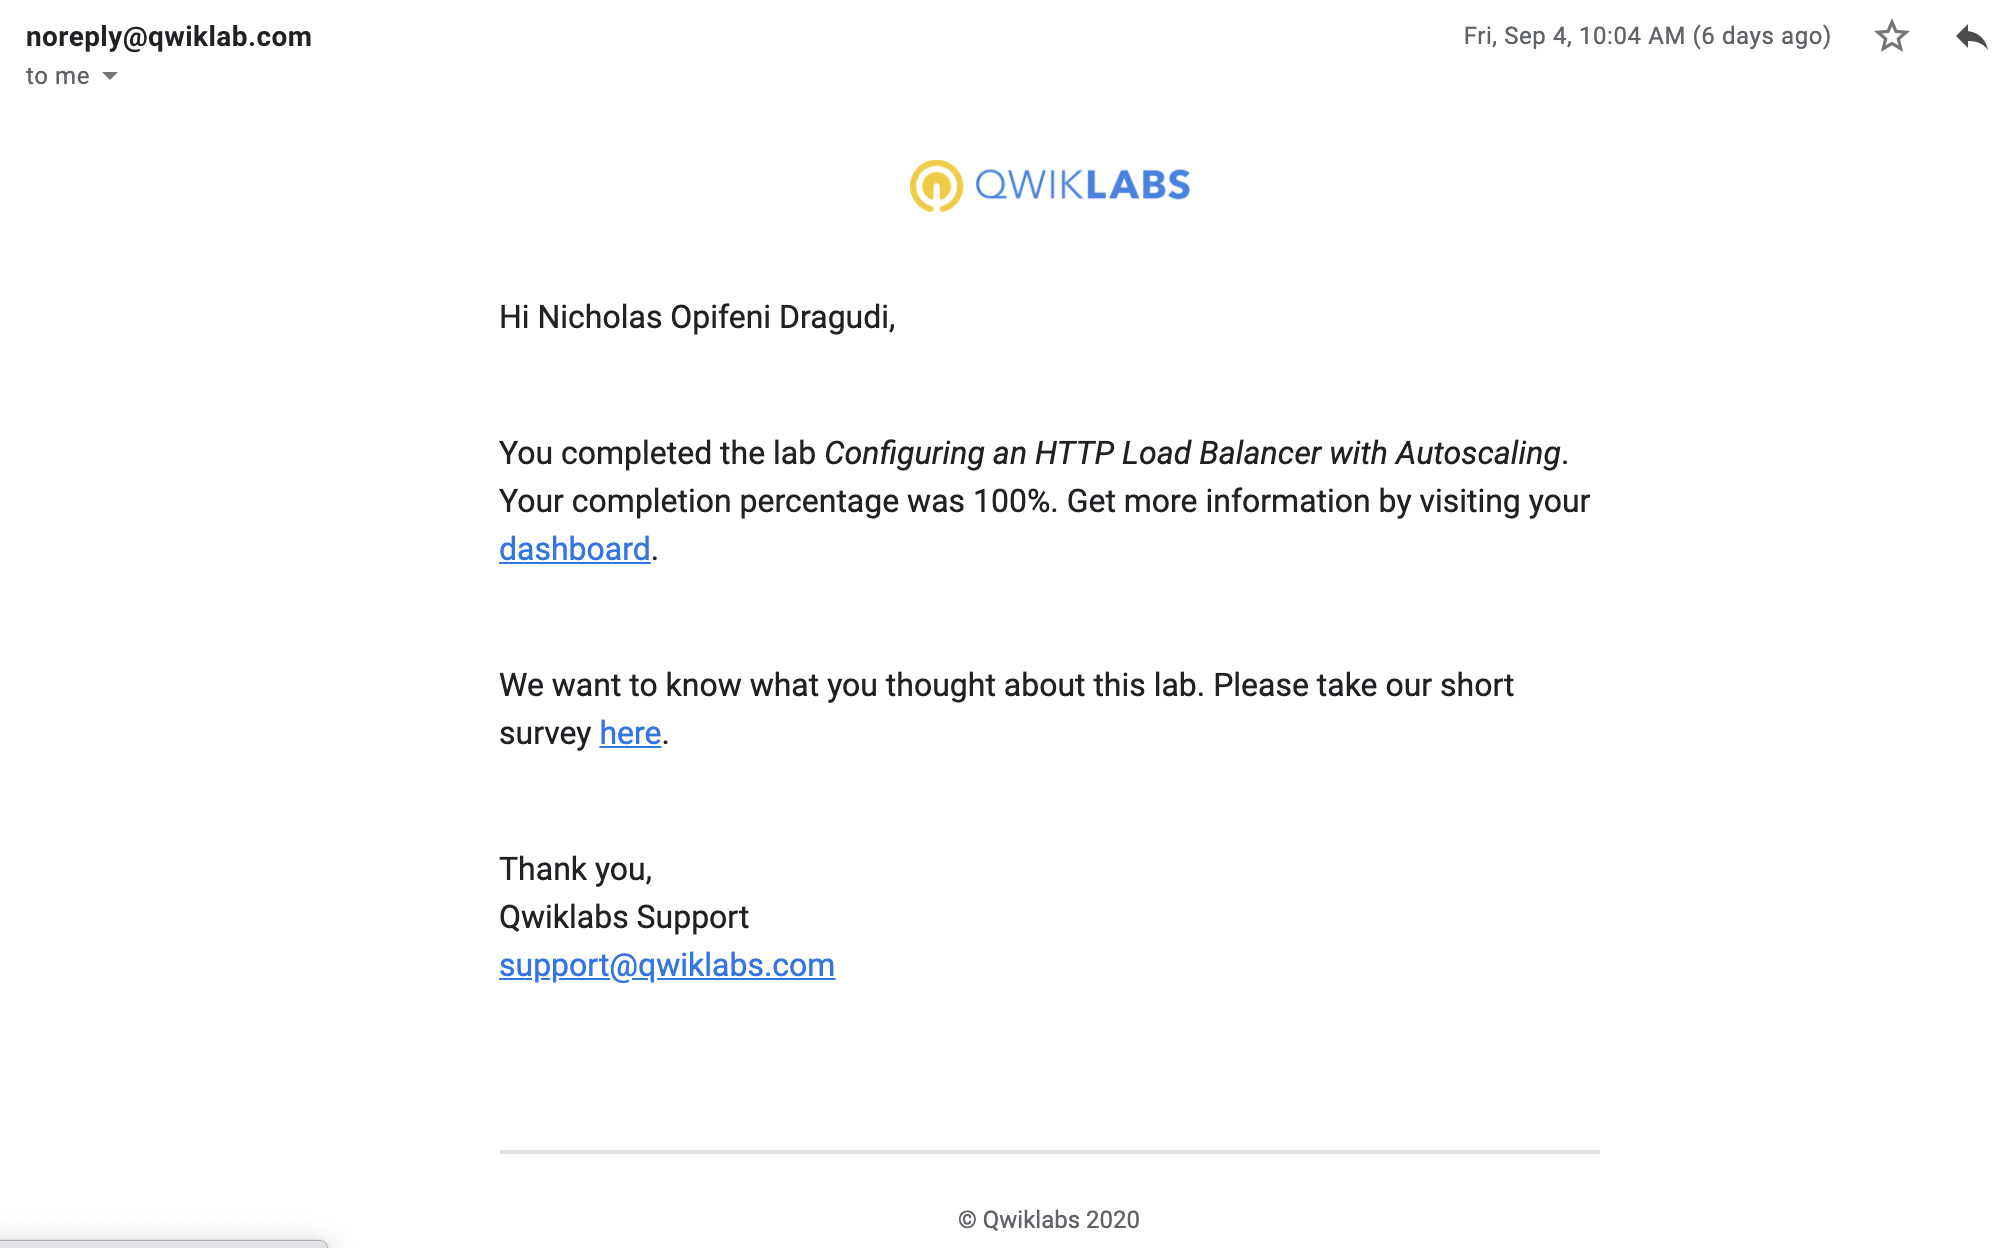 noreply@qwiklab.com
Fri, Sep 4, 10:04 AM (6 days ago)
to me
QWIKLABS
Hi Nicholas Opifeni Dragudi,
You completed the lab Configuring an HTTP Load Balancer with Autoscaling.
Your completion percentage was 100%. Get more information by visiting your
dashboard.
We want to know what you thought about this lab. Please take our short
survey here.
Thank you,
Qwiklabs Support
support@qwiklabs.com
© Qwiklabs 2020